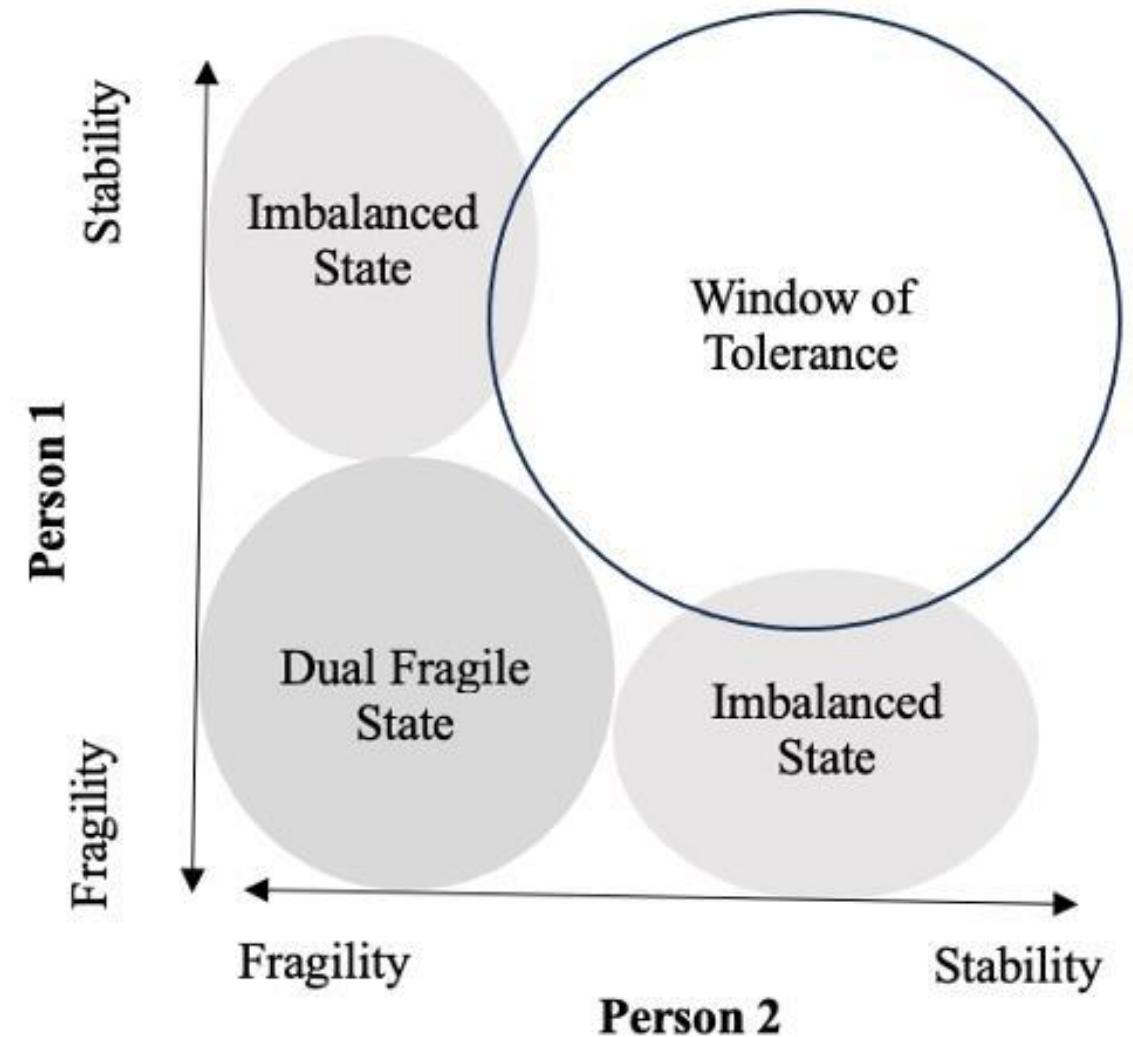 Stability
Imbalanced
State
Window of
Tolerance
Person 1
Dual Fragile
State
Imbalanced
State
Fragility
Fragility
Stability
Person 2